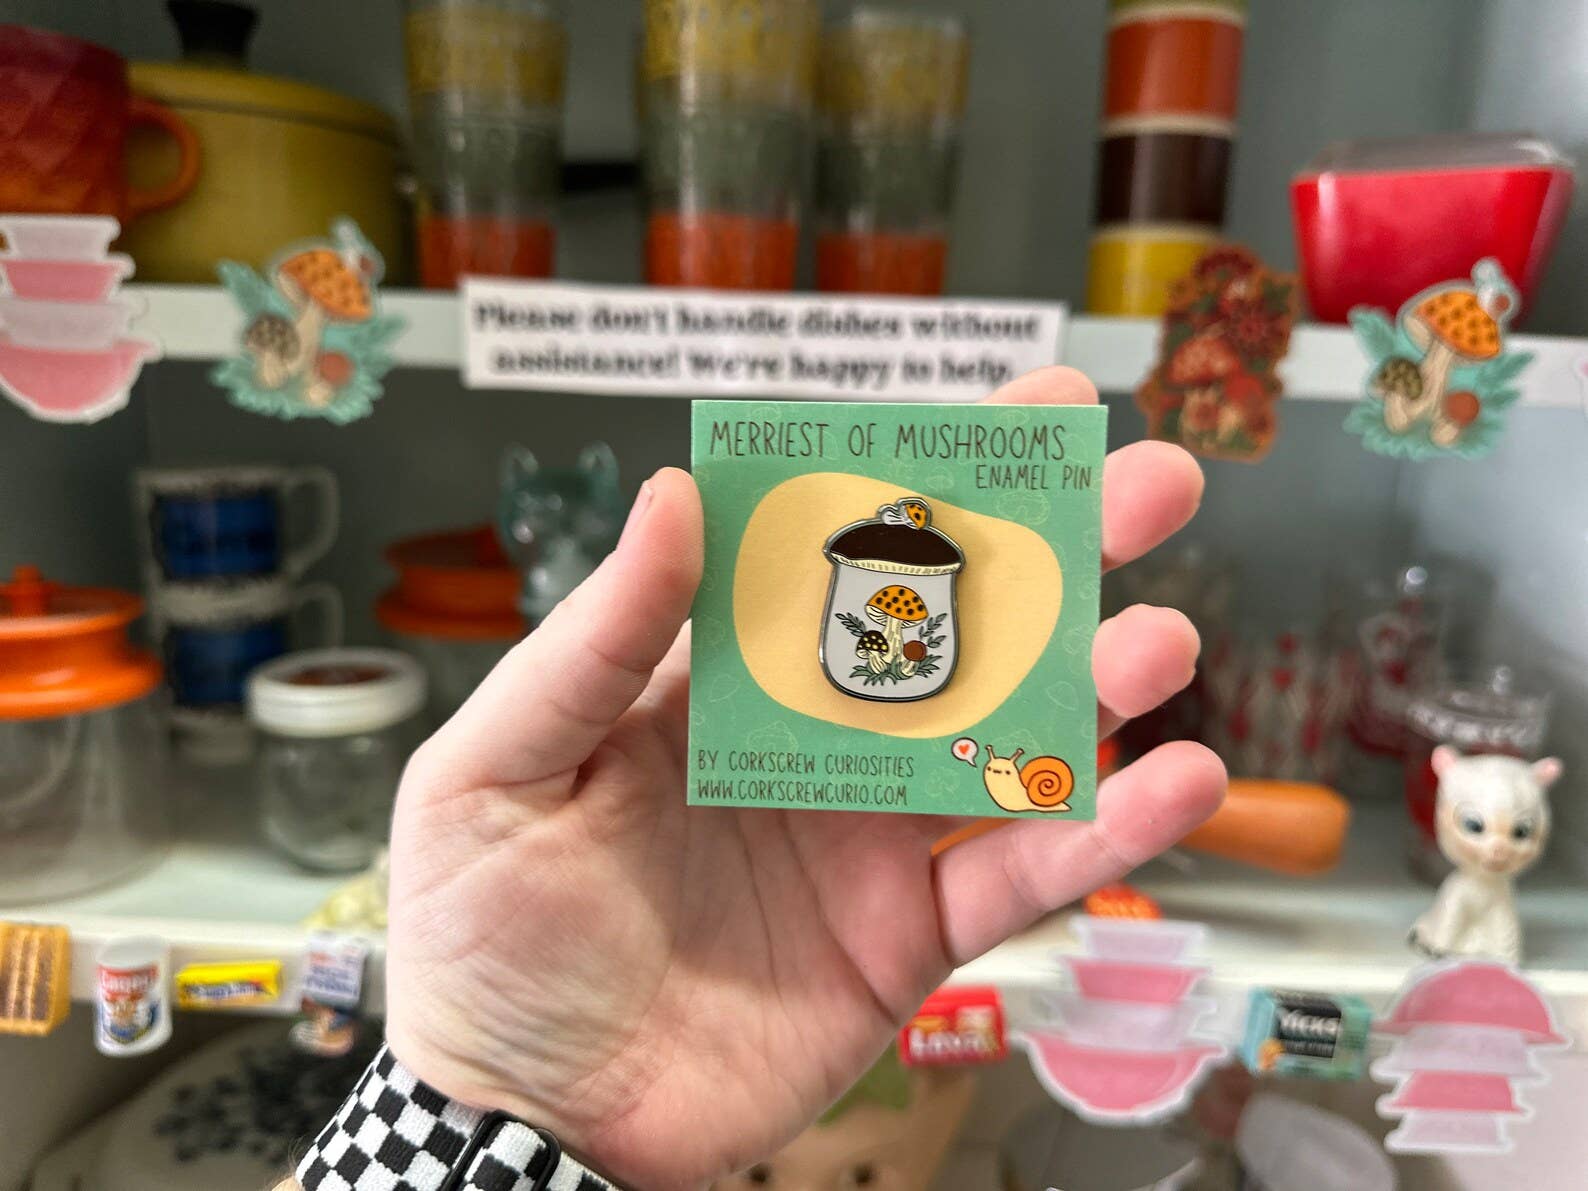 Please don't handle dishes without
assistance! We're happy to help.
MERRIEST OF MUSHROOMS
ENAMEL PIN
BY CORKSCREW CURIOSITIES
WWW.CORKSCREWCURIO.COM
VICKS